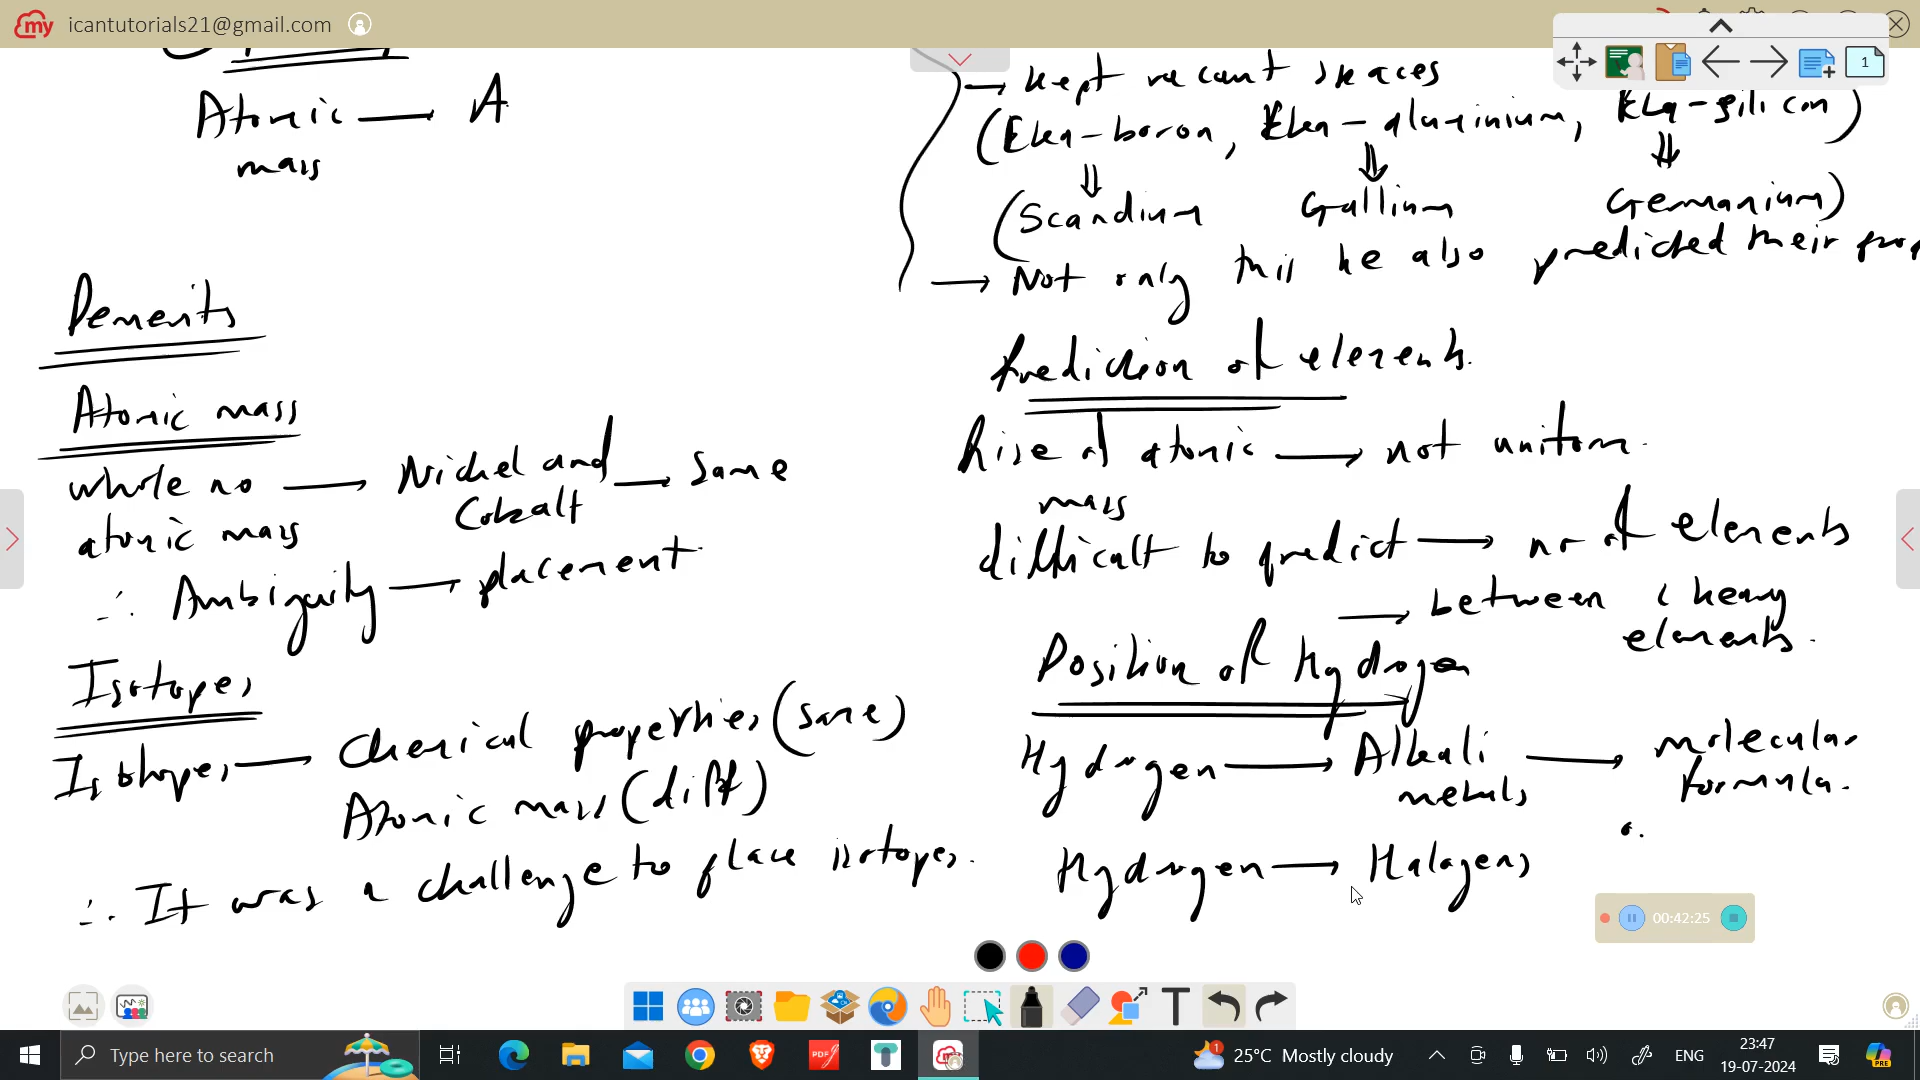 my icantutorials21@gmail.com
Atomic → A
mass
Demerits
Atomic mass
whole no → Nickel and → same
atomic mass Cobalt
∴ Ambiguity → placement
Isotopes
Isotopes → Chemical properties (same)
Atomic mass (diff)
∴ It was a challenge to place isotopes.
→ kept vacant spaces
(Eka-boron, Eka-aluminium, Eka-silicon)
⇓ ⇓ ⇓
(Scandium Gallium Germanium)
→ Not only this he also predicted their prop
Prediction of elements.
Rise of atomic → not uniform.
mass
difficult to predict → no of elements
→ between 2 heavy
elements.
Position of Hydrogen
Hydrogen → Alkali → molecular
metals formula.
Hydrogen → Halogens
1
00:42:25
T
Type here to search
PDF
25°C Mostly cloudy
ENG
23:47
19-07-2024
PRE